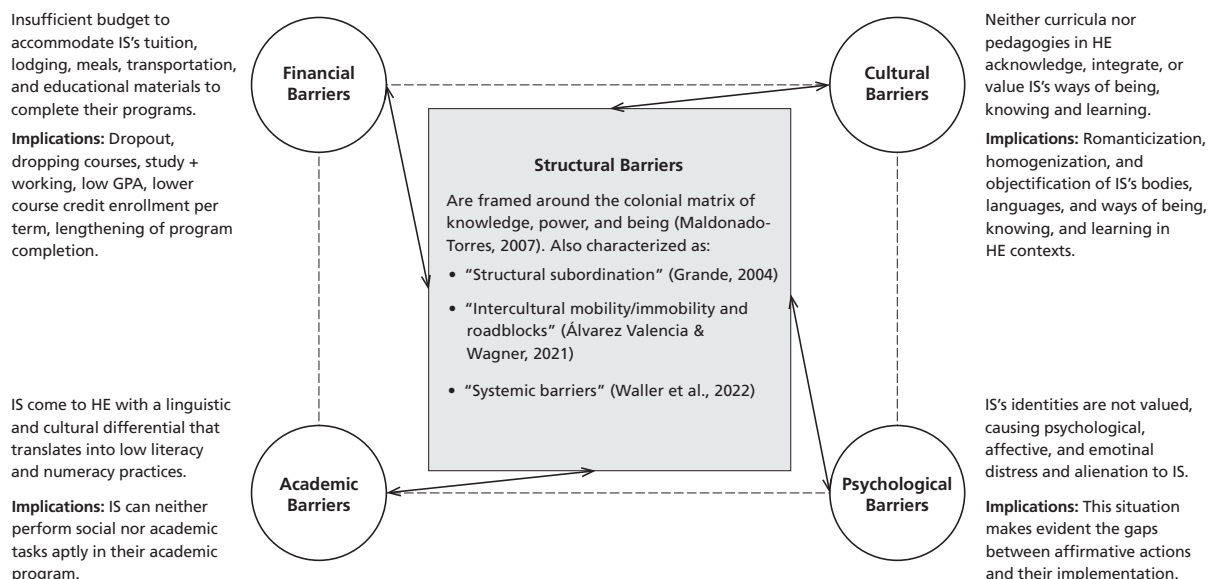 Insufficient budget to
accommodate IS's tuition,
lodging, meals, transportation,
and educational materials to
complete their programs.
Implications: Dropout,
dropping courses, study +
working, low GPA, lower
course credit enrollment per
term, lengthening of program
completion.
Financial
Barriers
Cultural
Barriers
Neither curricula nor
pedagogies in HE
acknowledge, integrate, or
value IS's ways of being,
knowing and learning.
Implications: Romanticization,
homogenization, and
objectification of IS's bodies,
languages, and ways of being,
knowing, and learning in
HE contexts.
Structural Barriers
Are framed around the colonial matrix of
knowledge, power, and being (Maldonado-
Torres, 2007). Also characterized as:
• “Structural subordination” (Grande, 2004)
• “Intercultural mobility/immobility and
roadblocks” (Álvarez Valencia &
Wagner, 2021)
• “Systemic barriers” (Waller et al., 2022)
IS come to HE with a linguistic
and cultural differential that
translates into low literacy
and numeracy practices.
Implications: IS can neither
perform social nor academic
tasks aptly in their academic
program.
Academic
Barriers
Psychological
Barriers
IS's identities are not valued,
causing psychological,
affective, and emotinal
distress and alienation to IS.
Implications: This situation
makes evident the gaps
between affirmative actions
and their implementation.